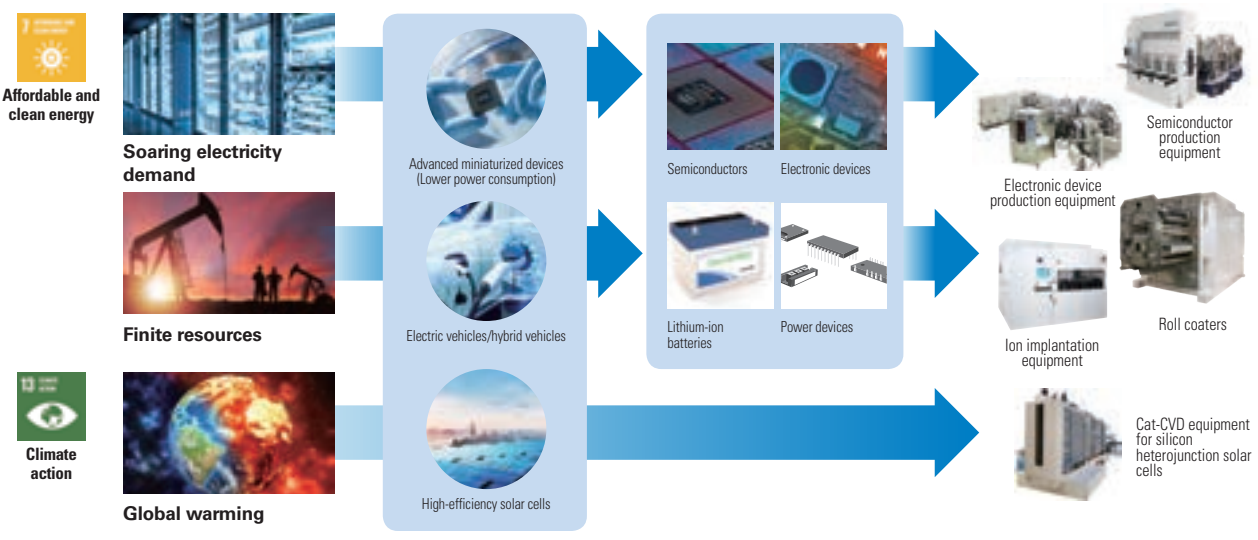 7
Affordable and
clean energy
Soaring electricity
demand
Finite resources
13
Climate
action
Global warming
Advanced miniaturized devices
(Lower power consumption)
Electric vehicles/hybrid vehicles
High-efficiency solar cells
Semiconductors
Electronic devices
Lithium-ion
batteries
Power devices
Semiconductor
production
equipment
Electronic device
production equipment
Roll coaters
Ion implantation
equipment
Cat-CVD equipment
for silicon
heterojunction solar
cells